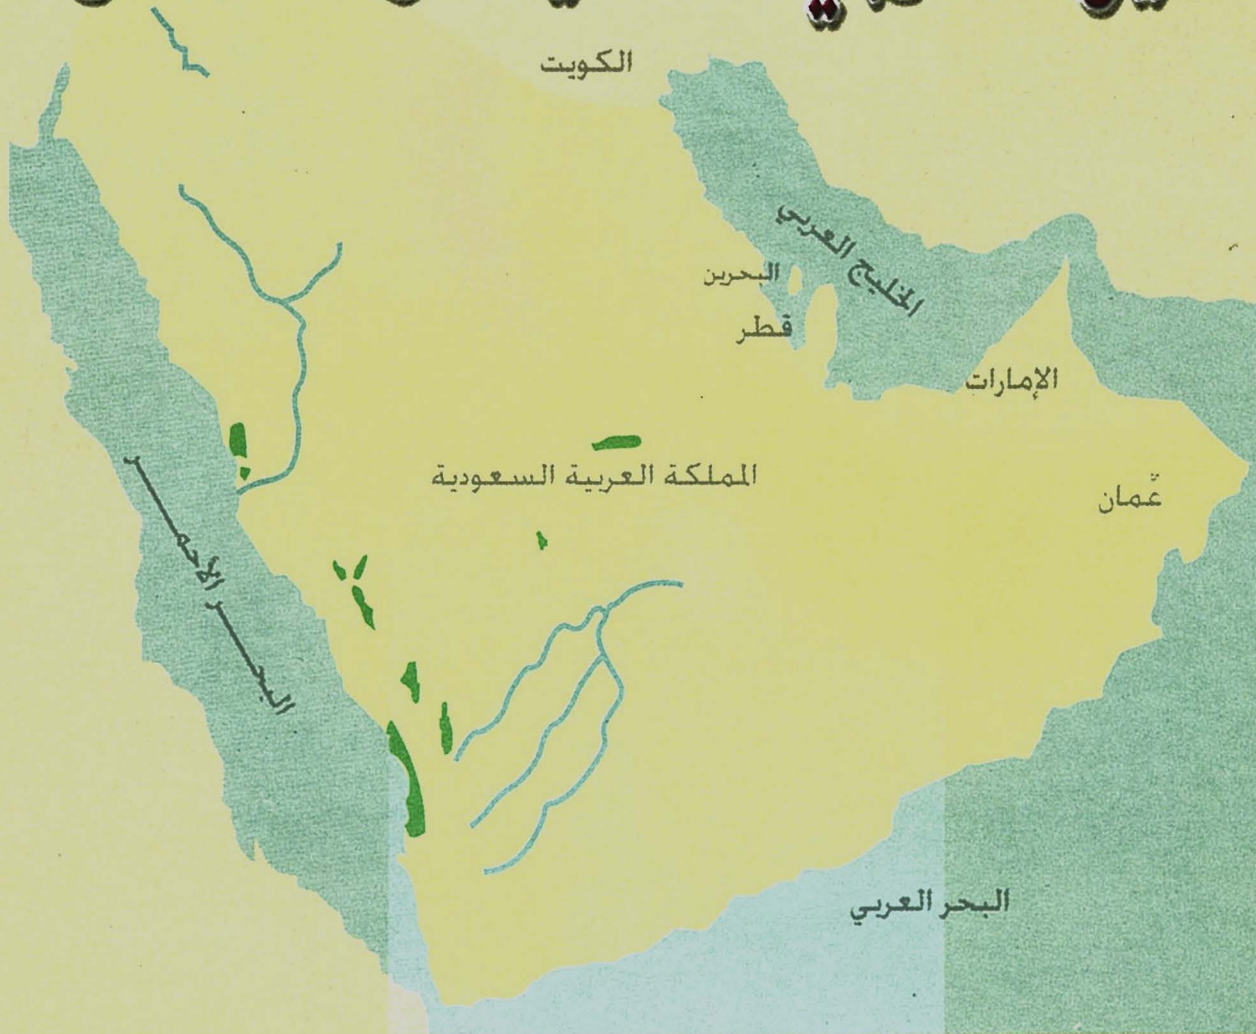 الكويت
الخليج العربي
البحرين
قطر
الإمارات
المملكة العربية السعودية
عُمان
البحر الأحمر
البحر العربي